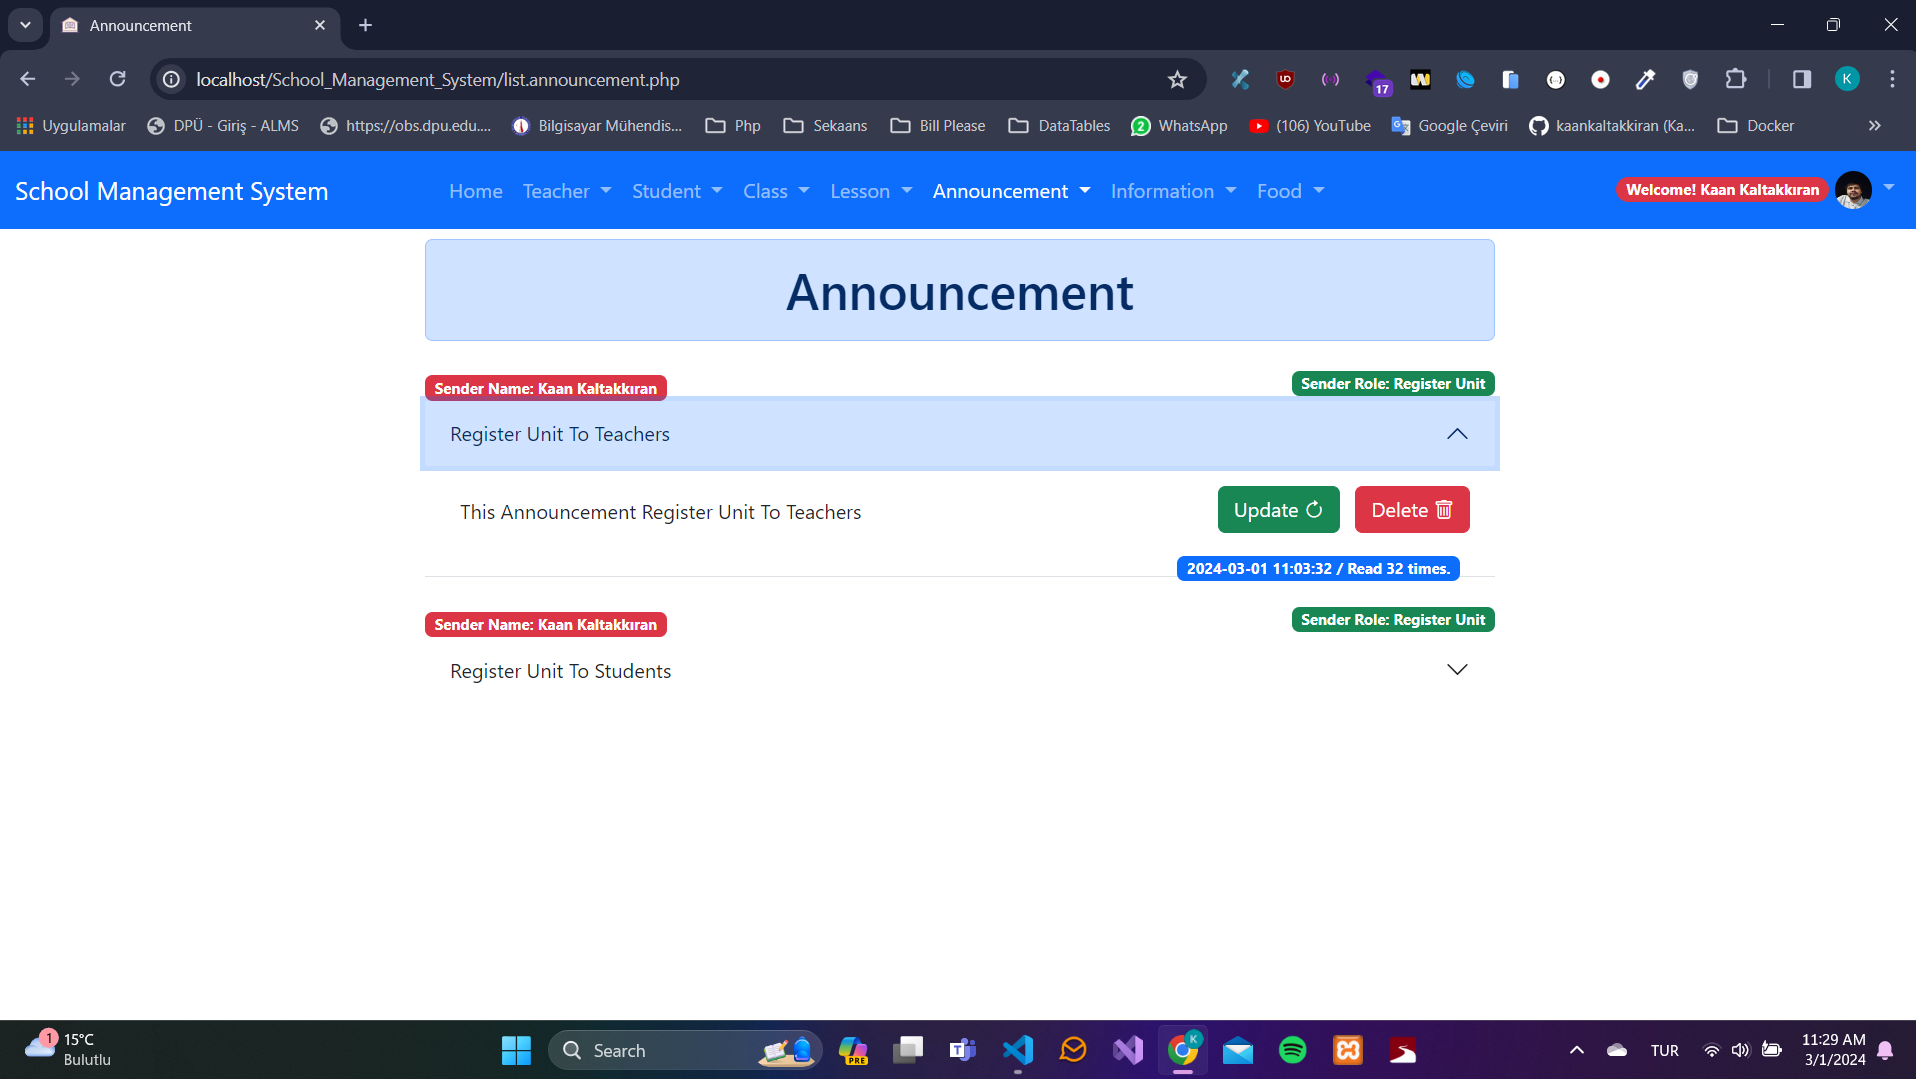 Announcement
localhost/School_Management_System/list.announcement.php
17
Uygulamalar DPÜ - Giriş - ALMS https://obs.dpu.edu.... Bilgisayar Mühendis... Php Sekaans Bill Please DataTables 2 WhatsApp (106) YouTube Google Çeviri kaankaltakkiran (Ka... Docker
School Management System Home Teacher Student Class Lesson Announcement Information Food Welcome! Kaan Kaltakkıran
Announcement
Sender Name: Kaan Kaltakkıran Sender Role: Register Unit
Register Unit To Teachers
This Announcement Register Unit To Teachers Update Delete
2024-03-01 11:03:32 / Read 32 times.
Sender Name: Kaan Kaltakkıran Sender Role: Register Unit
Register Unit To Students
1 15°C
Bulutlu
Search
PRE
K
TUR
11:29 AM
3/1/2024